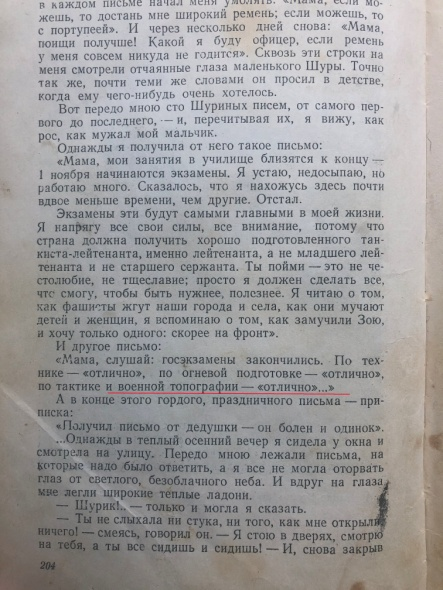 в каждом письме начал меня умолять: «Мама, если мо-
жешь, то достань мне широкий ремень; если можешь, то
с портупеей». И через несколько дней снова: «Мама,
поищи получше! Какой я буду офицер, если ремень
у меня совсем никуда не годится». Сквозь эти строки на
меня смотрели отчаянные глаза маленького Шуры. Точно
так же, почти теми же словами он просил в детстве,
когда ему чего-нибудь очень хотелось.
Вот передо мною сто Шуриных писем, от самого пер-
вого до последнего, — и, перечитывая их, я вижу, как
рос, как мужал мой мальчик.
Однажды я получила от него такое письмо:
«Мама, мои занятия в училище близятся к концу —
1 ноября начинаются экзамены. Я устаю, недосыпаю, но
работаю много. Сказалось, что я нахожусь здесь почти
вдвое меньше времени, чем другие. Отстал.
Экзамены эти будут самыми главными в моей жизни.
Я напрягу все свои силы, все внимание, потому что
страна должна получить хорошо подготовленного тан-
киста-лейтенанта, именно лейтенанта, а не младшего лей-
тенанта и не старшего сержанта. Ты пойми — это не че-
столюбие, не тщеславие; просто я должен сделать все,
что смогу, чтобы быть нужнее, полезнее. Я читаю о том,
как фашисты жгут наши города и села, как они мучают
детей и женщин, я вспоминаю о том, как замучили Зою,
и хочу только одного: скорее на фронт».
И другое письмо:
«Мама, слушай: госэкзамены закончились. По тех-
нике — «отлично», по огневой подготовке — «отлично»,
по тактике и военной топографии — «отлично»...»
А в конце этого гордого, праздничного письма — при-
писка:
«Получил письмо от дедушки — он болен и одинок».
...Однажды в теплый осенний вечер я сидела у окна и
смотрела на улицу. Передо мною лежали письма, на
которые надо было ответить, а я все не могла оторвать
глаз от светлого, безоблачного неба. И вдруг на глаза
мне легли широкие теплые ладони.
— Шурик!.. — только и могла я сказать.
— Ты не слыхала ни стука, ни того, как мне открыли,
ничего! — смеясь, говорил он. — Я стою в дверях, смотрю
на тебя, а ты все сидишь и сидишь! — И, снова закрыв
204